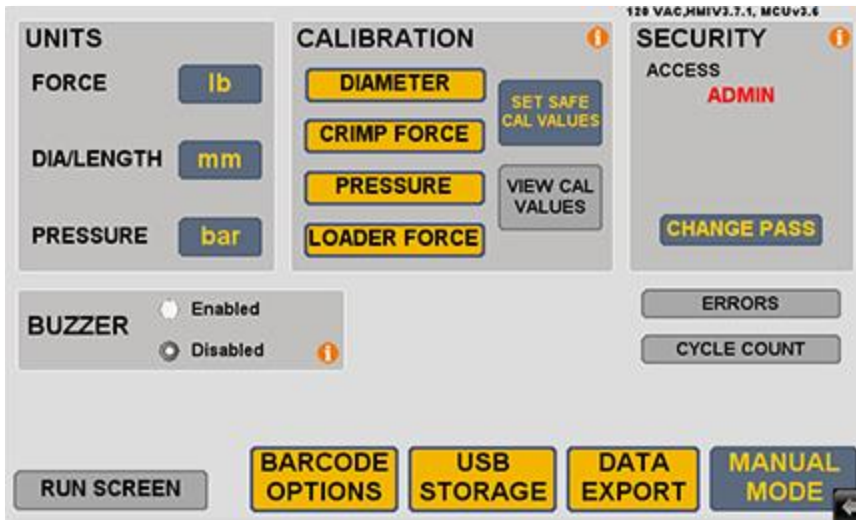 120 VAC,HMIV3.7.1, MCUv3.6
UNITS
FORCE
lb
DIA/LENGTH
mm
PRESSURE
bar
CALIBRATION
DIAMETER
CRIMP FORCE
PRESSURE
LOADER FORCE
SET SAFE
CAL VALUES
VIEW CAL
VALUES
SECURITY
ACCESS
ADMIN
CHANGE PASS
BUZZER
Enabled
Disabled
ERRORS
CYCLE COUNT
RUN SCREEN
BARCODE
OPTIONS
USB
STORAGE
DATA
EXPORT
MANUAL
MODE